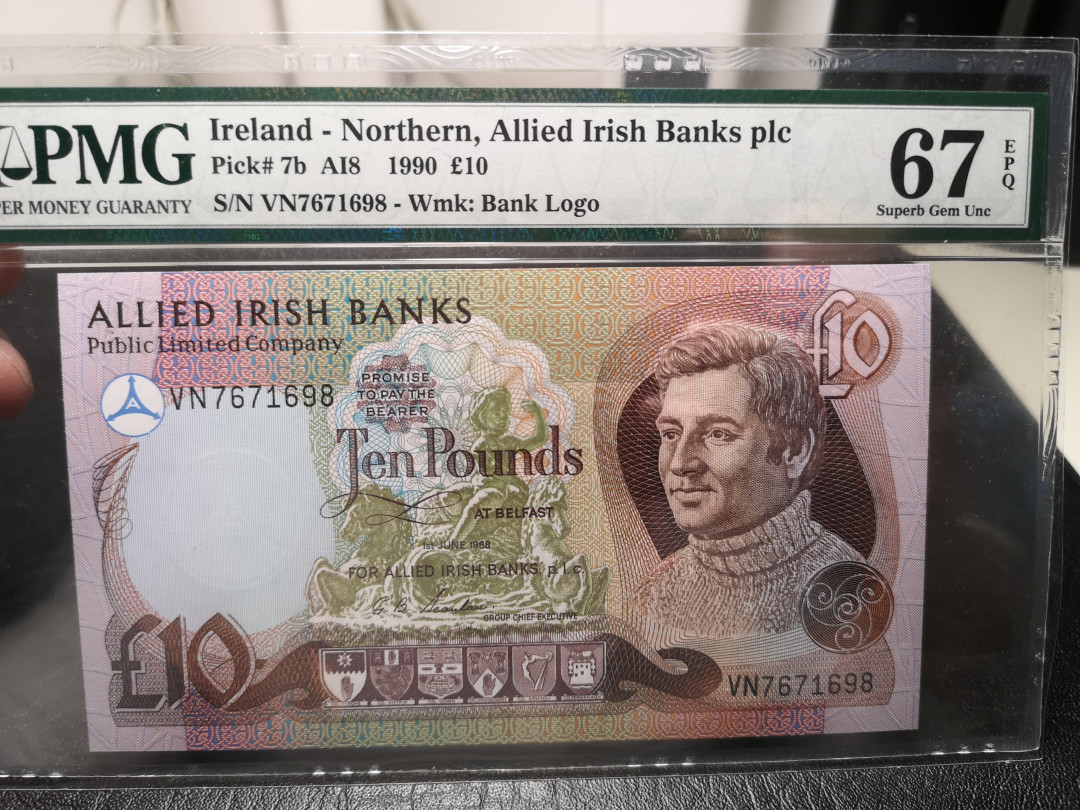 PMG
PER MONEY GUARANTY
Ireland - Northern, Allied Irish Banks plc
Pick# 7b AI8 1990 £10
S/N VN7671698 - Wmk: Bank Logo
67
EPQ
Superb Gem Unc
ALLIED IRISH BANKS
Public Limited Company
£10
VN7671698
PROMISE
TO PAY THE
BEARER
Ten Pounds
AT BELFAST
1st JUNE 1988
FOR ALLIED IRISH BANKS, p.l.c.
GROUP CHIEF EXECUTIVE
£10
VN7671698